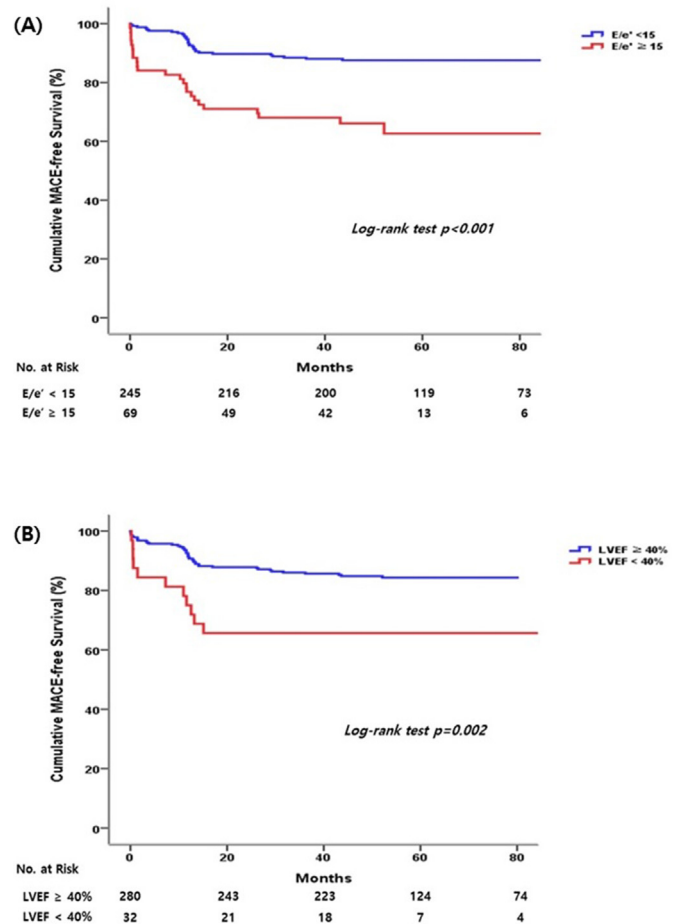 (A)
Cumulative MACE-free Survival (%)
100
80
60
40
20
0
E/e' <15
E/e' ≥ 15
Log-rank test p<0.001
0 20 40 60 80
Months
No. at Risk
E/e' < 15 245 216 200 119 73
E/e' ≥ 15 69 49 42 13 6
(B)
Cumulative MACE-free Survival (%)
100
80
60
40
20
0
LVEF ≥ 40%
LVEF < 40%
Log-rank test p=0.002
0 20 40 60 80
Months
No. at Risk
LVEF ≥ 40% 280 243 223 124 74
LVEF < 40% 32 21 18 7 4